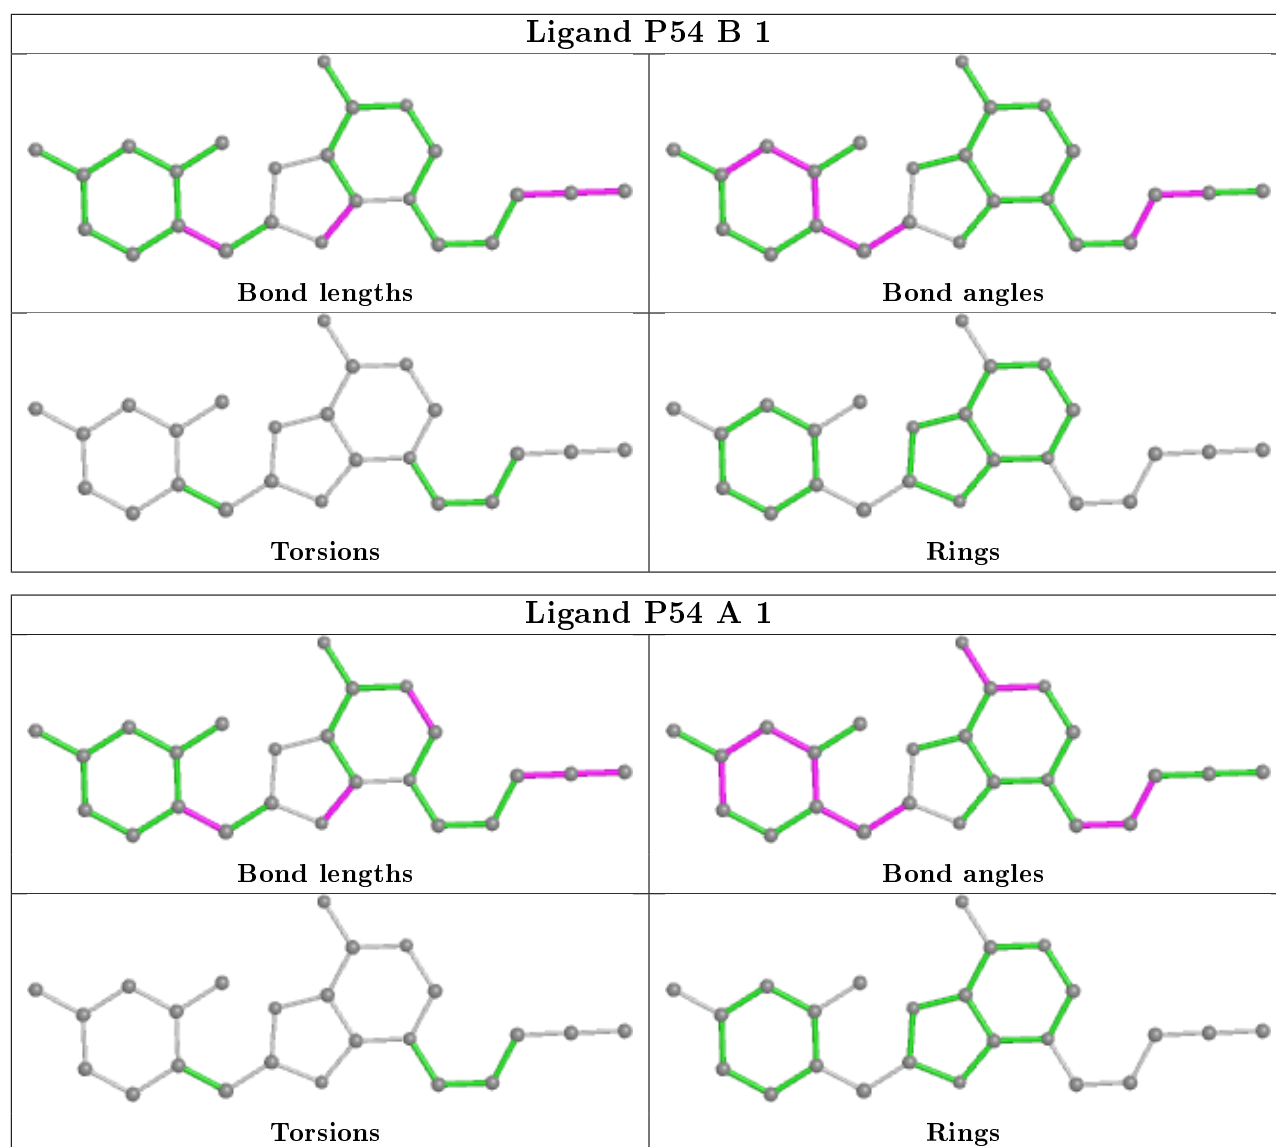 Ligand P54 B 1
Bond lengths
Bond angles
Torsions
Rings
Ligand P54 A 1
Bond lengths
Bond angles
Torsions
Rings